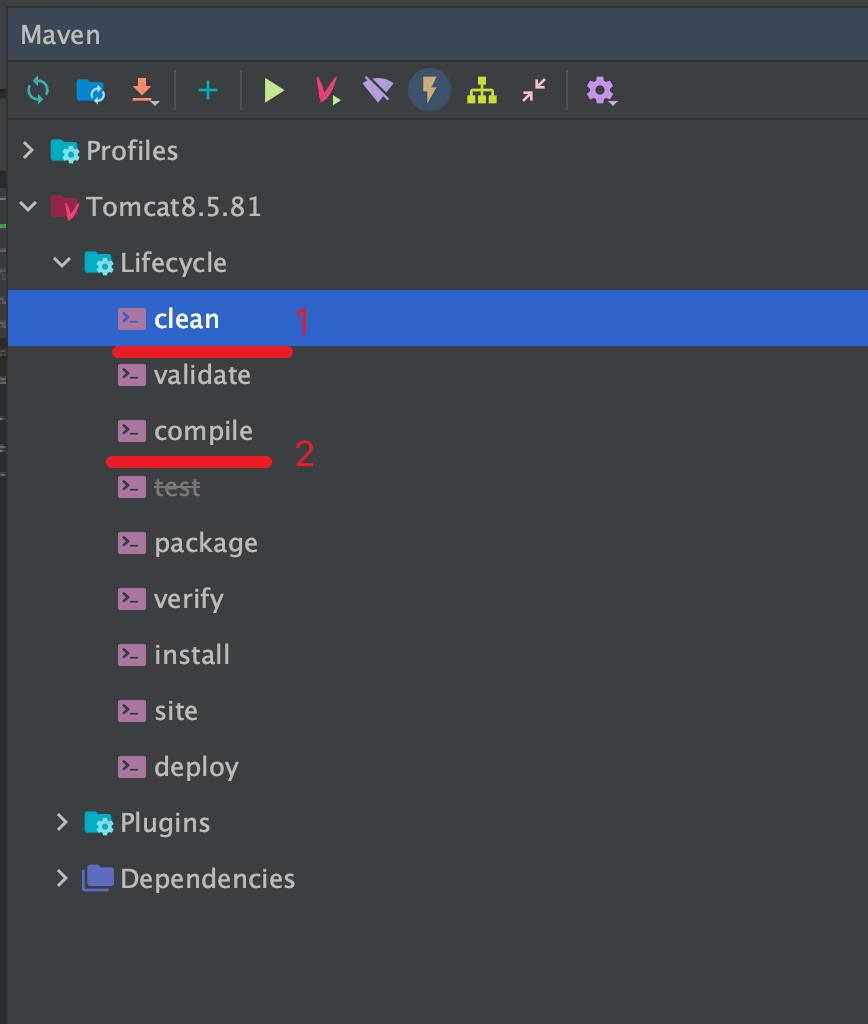 Maven
Profiles
Tomcat8.5.81
Lifecycle
clean 1
validate
compile 2
test
package
verify
install
site
deploy
Plugins
Dependencies